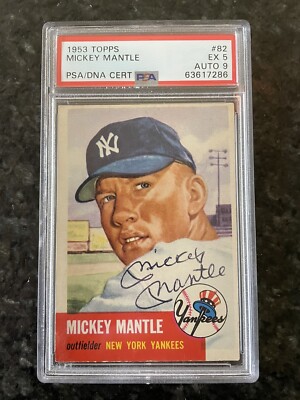 1953 TOPPS #82
MICKEY MANTLE EX 5
AUTO 9
PSA/DNA CERT PSA 63617286
NY
Mickey
Mantle
Yankees
MICKEY MANTLE
outfielder NEW YORK YANKEES